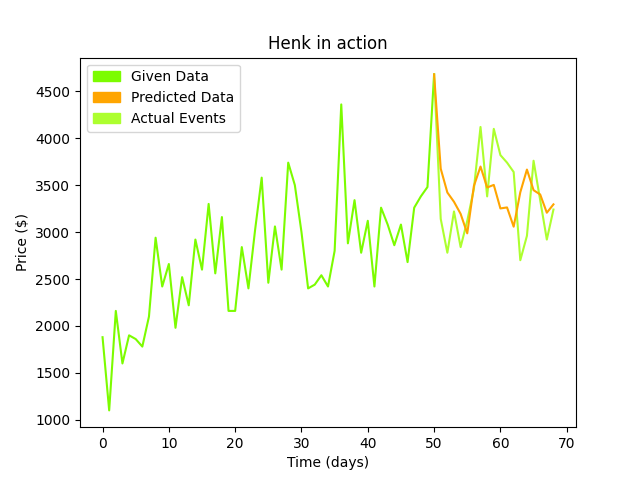 Henk in action
Given Data
Predicted Data
Actual Events
Price ($)
4500
4000
3500
3000
2500
2000
1500
1000
0 10 20 30 40 50 60 70
Time (days)